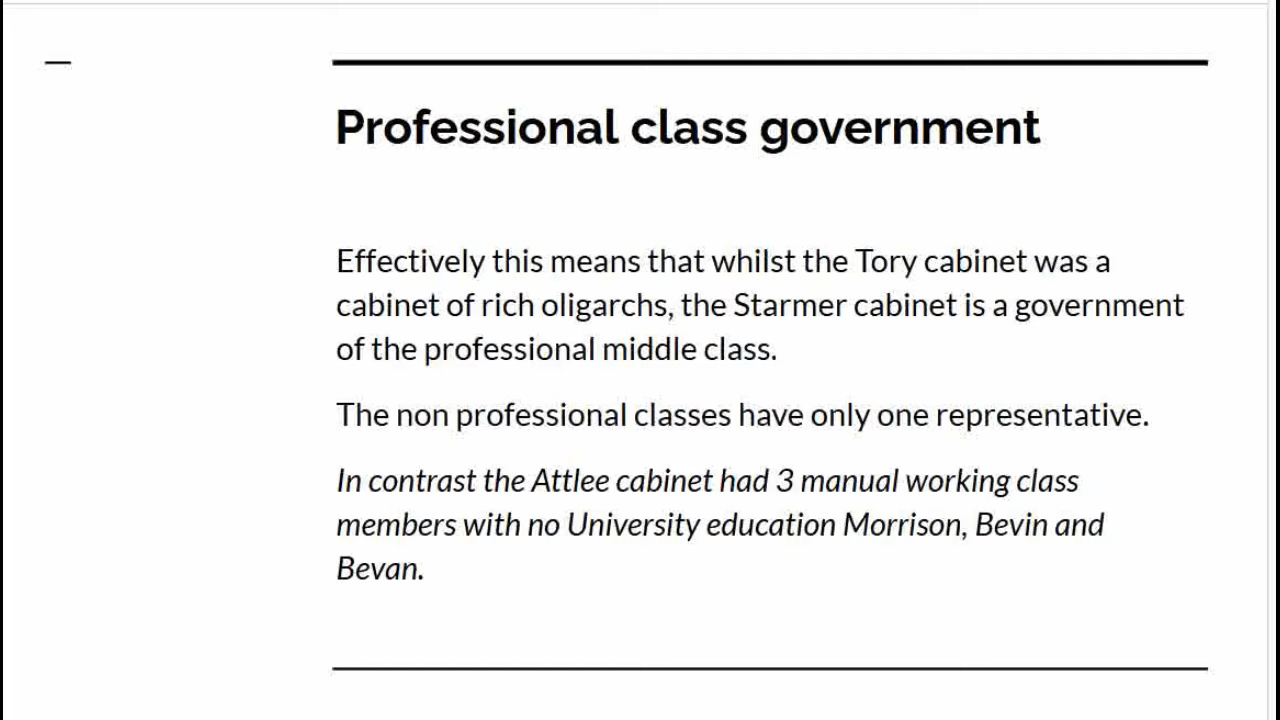 Professional class government
Effectively this means that whilst the Tory cabinet was a
cabinet of rich oligarchs, the Starmer cabinet is a government
of the professional middle class.
The non professional classes have only one representative.
In contrast the Attlee cabinet had 3 manual working class
members with no University education Morrison, Bevin and
Bevan.